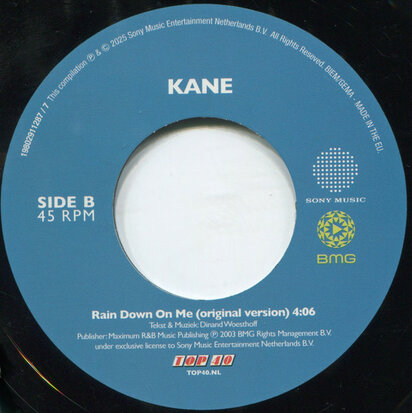 19802911287 / 7 This compilation ℗ & © 2025 Sony Music Entertainment Netherlands B.V. All Rights Reserved. BIEM/GEMA - MADE IN THE EU.
KANE
SIDE B
45 RPM
SONY MUSIC
BMG
Rain Down On Me (original version) 4:06
Tekst & Muziek: Dinand Woesthoff
Publisher: Maximum R&B Music Publishing ℗ 2003 BMG Rights Management B.V.
under exclusive license to Sony Music Entertainment Netherlands B.V.
TOP 40
TOP40.NL